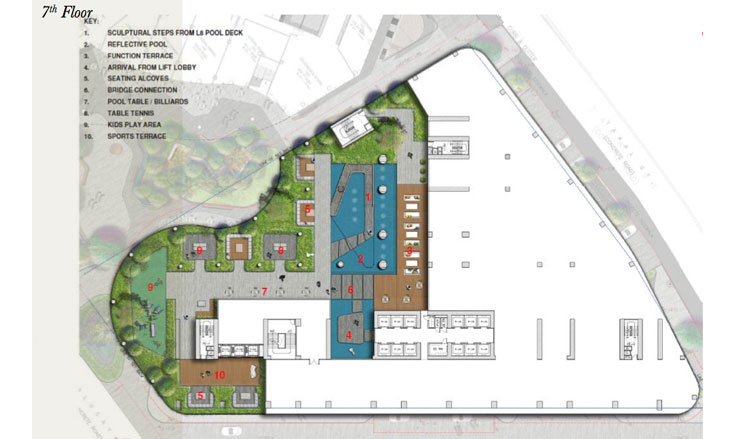 7th Floor
KEY:
1. SCULPTURAL STEPS FROM L8 POOL DECK
2. REFLECTIVE POOL
3. FUNCTION TERRACE
4. ARRIVAL FROM LIFT LOBBY
5. SEATING ALCOVES
6. BRIDGE CONNECTION
7. POOL TABLE / BILLIARDS
8. TABLE TENNIS
9. KIDS PLAY AREA
10. SPORTS TERRACE
1
5
3
9
8
2
9
7
6
4
10
5